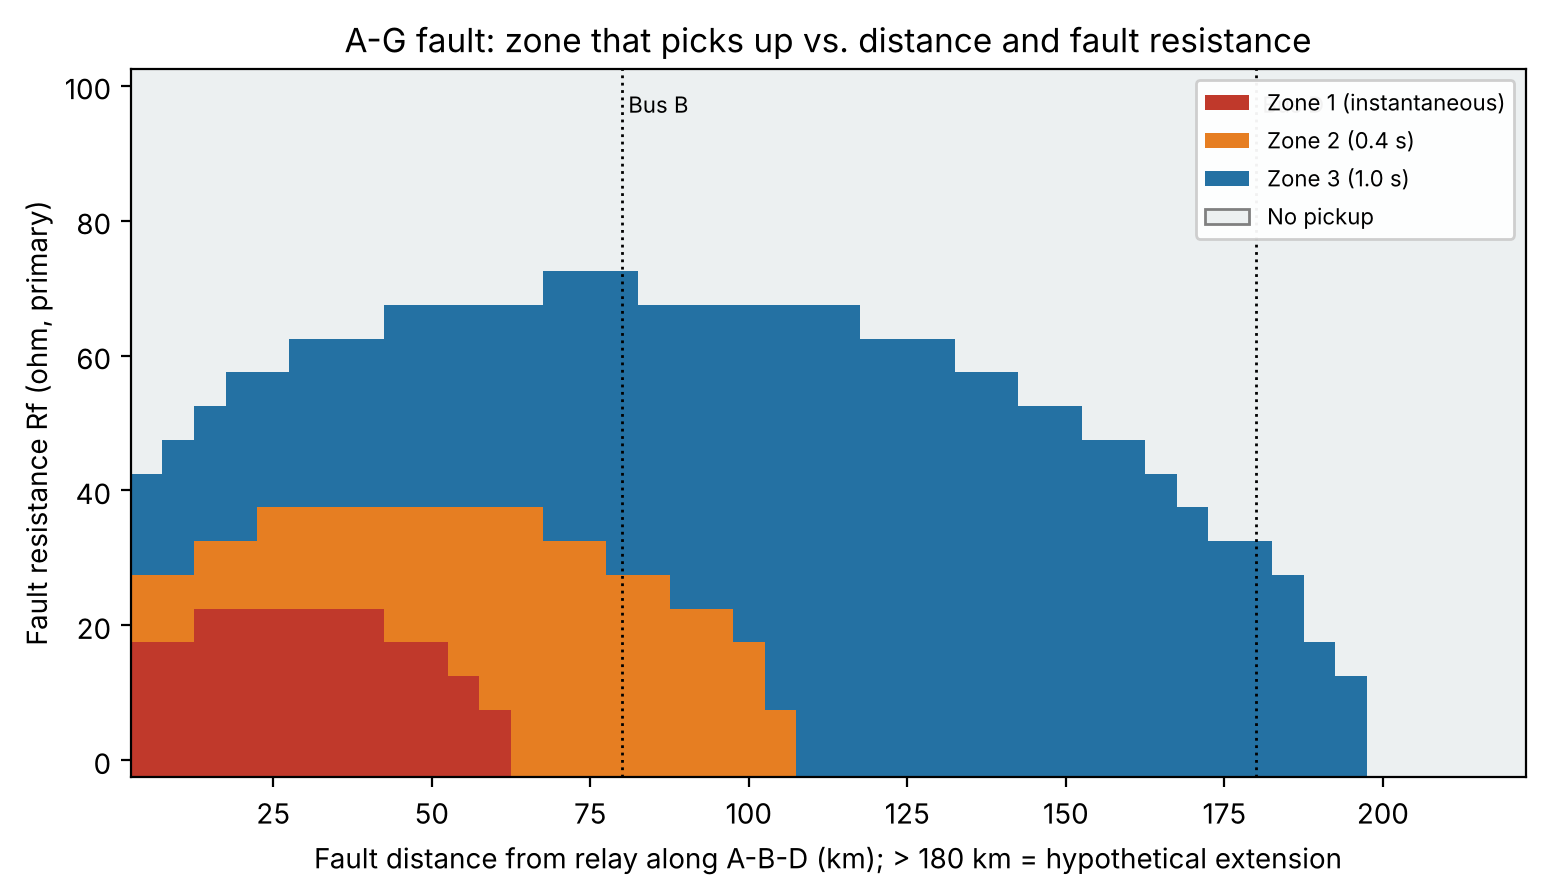 A-G fault: zone that picks up vs. distance and fault resistance
Fault resistance Rf (ohm, primary)
100
80
60
40
20
0
Bus B
Zone 1 (instantaneous)
Zone 2 (0.4 s)
Zone 3 (1.0 s)
No pickup
25 50 75 100 125 150 175 200
Fault distance from relay along A-B-D (km); > 180 km = hypothetical extension